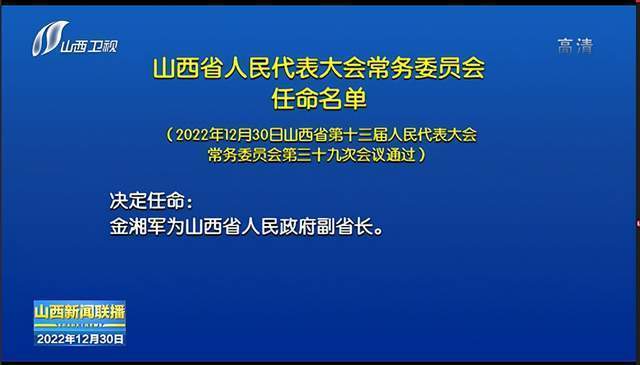 山西卫视
高清
山西省人民代表大会常务委员会
任命名单
（2022年12月30日山西省第十三届人民代表大会
常务委员会第三十九次会议通过）
决定任命：
金湘军为山西省人民政府副省长。
山西新闻联播
2022年12月30日